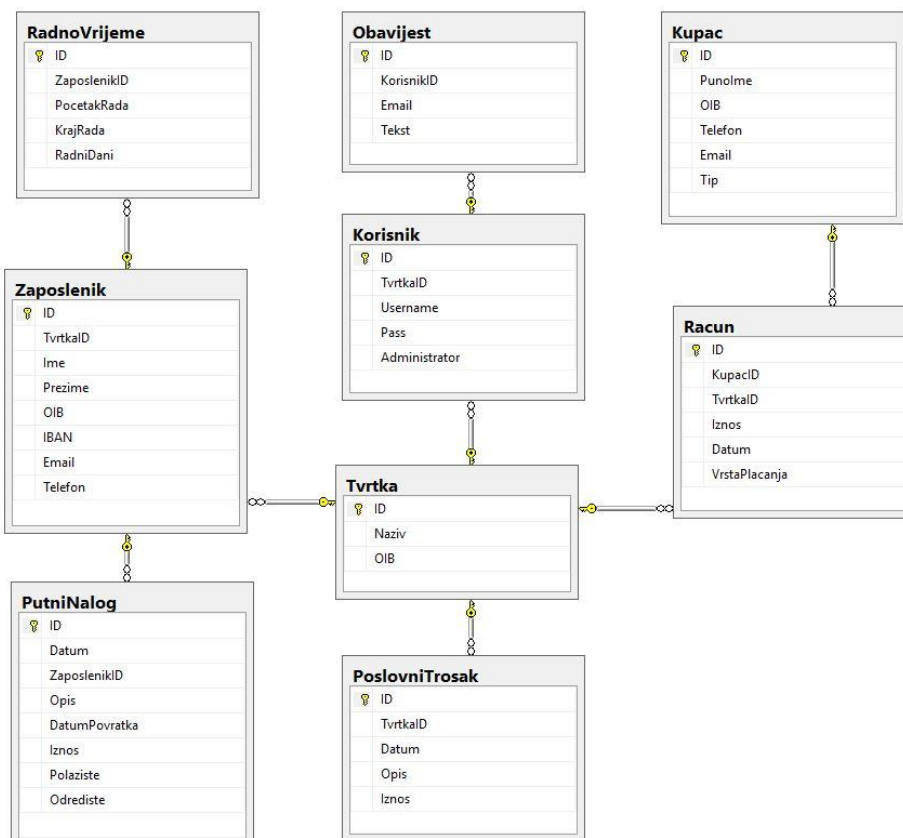 RadnoVrijeme
ID
ZaposlenikID
PocetakRada
KrajRada
RadniDani
Obavijest
ID
KorisnikID
Email
Tekst
Kupac
ID
PunoIme
OIB
Telefon
Email
Tip
Korisnik
ID
TvrtkaID
Username
Pass
Administrator
Zaposlenik
ID
TvrtkaID
Ime
Prezime
OIB
IBAN
Email
Telefon
Racun
ID
KupacID
TvrtkaID
Iznos
Datum
VrstaPlacanja
Tvrtka
ID
Naziv
OIB
PutniNalog
ID
Datum
ZaposlenikID
Opis
DatumPovratka
Iznos
Polaziste
Odrediste
PoslovniTrosak
ID
TvrtkaID
Datum
Opis
Iznos